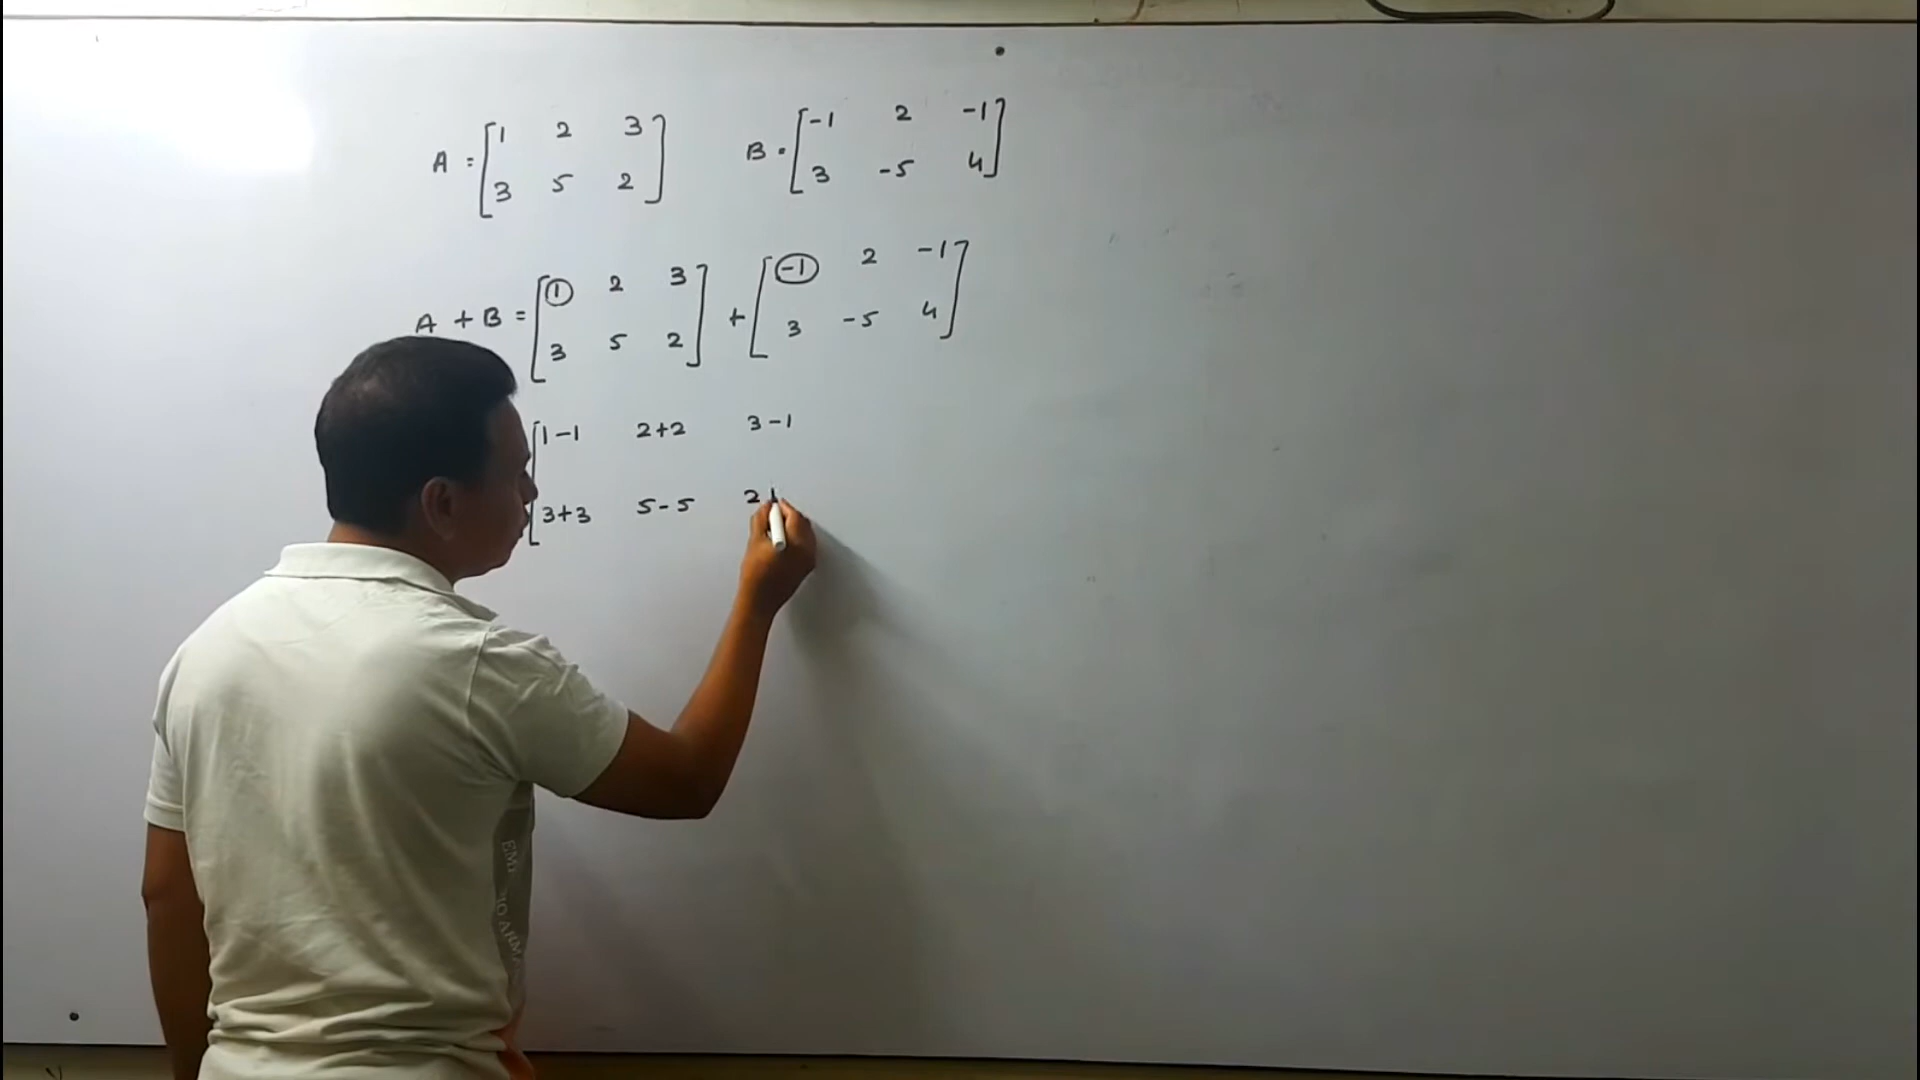 A = [1 2 3 B = [-1 2 -1
3 5 2] 3 -5 4]
A + B = [1 2 3 + [-1 2 -1
3 5 2] 3 -5 4]
[1-1 2+2 3-1
3+3 5-5 2